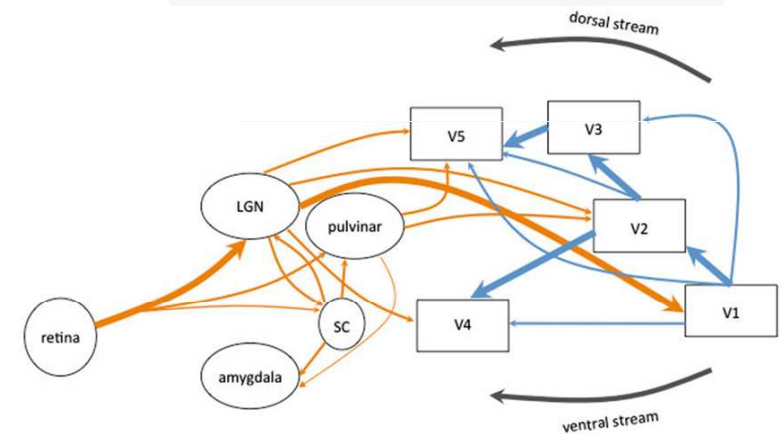 dorsal stream
V5
V3
LGN
pulvinar
V2
retina
SC
V4
V1
amygdala
ventral stream